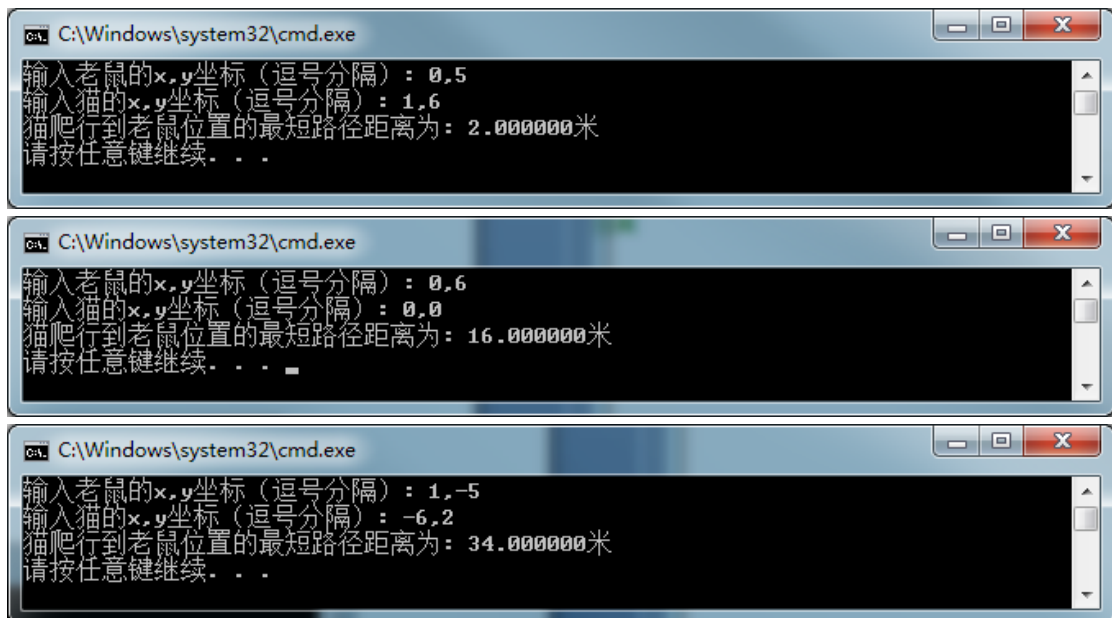 C:\Windows\system32\cmd.exe
输入老鼠的x,y坐标（逗号分隔）: 0,5
输入猫的x,y坐标（逗号分隔）: 1,6
猫爬行到老鼠位置的最短路径距离为: 2.000000米
请按任意键继续. . .
C:\Windows\system32\cmd.exe
输入老鼠的x,y坐标（逗号分隔）: 0,6
输入猫的x,y坐标（逗号分隔）: 0,0
猫爬行到老鼠位置的最短路径距离为: 16.000000米
请按任意键继续. . .
C:\Windows\system32\cmd.exe
输入老鼠的x,y坐标（逗号分隔）: 1,-5
输入猫的x,y坐标（逗号分隔）: -6,2
猫爬行到老鼠位置的最短路径距离为: 34.000000米
请按任意键继续. . .